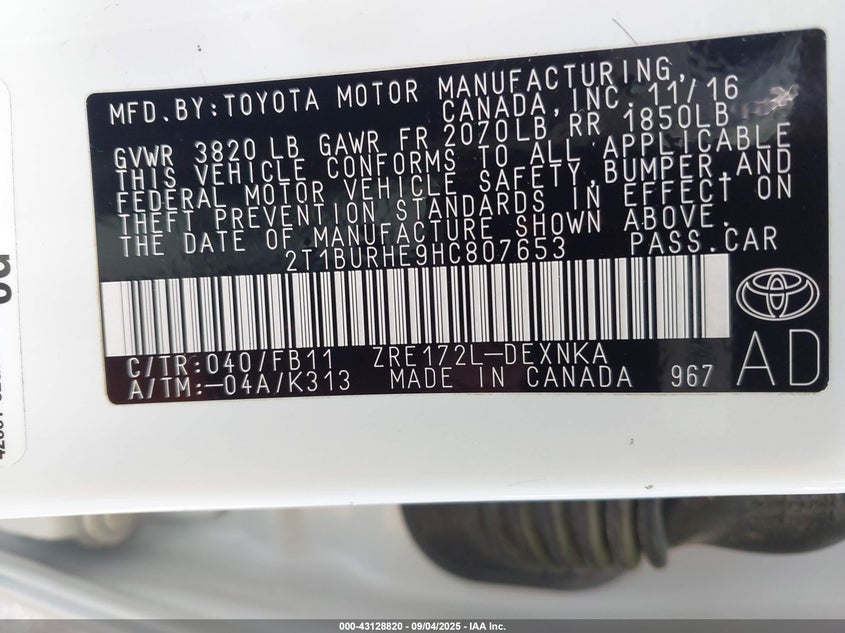 MFD.BY:TOYOTA MOTOR MANUFACTURING,
CANADA, INC. 11/16
GVWR 3820 LB GAWR FR 2070LB RR 1850LB
THIS VEHICLE CONFORMS TO ALL APPLICABLE
FEDERAL MOTOR VEHICLE SAFETY, BUMPER, AND
THEFT PREVENTION STANDARDS IN EFFECT ON
THE DATE OF MANUFACTURE SHOWN ABOVE.
2T1BURHE9HC807653 PASS.CAR
C/TR:040/FB11 ZRE172L-DEXNKA
A/TM:-04A/K313 MADE IN CANADA 967 AD
000-43128820 - 09/04/2025 - IAA Inc.